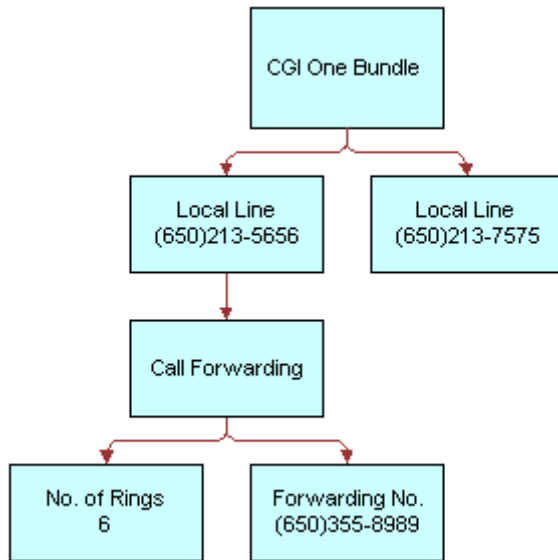 CGI One Bundle
Local Line
(650)213-5656
Local Line
(650)213-7575
Call Forwarding
No. of Rings
6
Forwarding No.
(650)355-8989